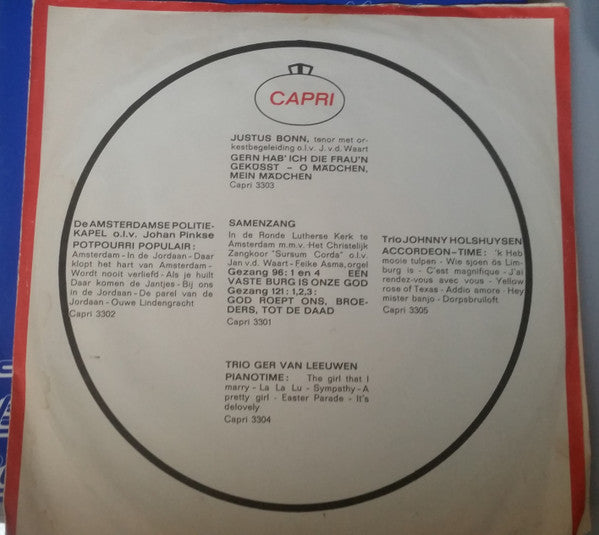 CAPRI
JUSTUS BONN, tenor met or-
kestbegeleiding o.l.v. J. v.d. Waart
GERN HAB' ICH DIE FRAU'N
GEKÜSST – O MÄDCHEN,
MEIN MÄDCHEN
Capri 3303
De AMSTERDAMSE POLITIE-
KAPEL o.l.v. Johan Pinkse
POTPOURRI POPULAIR:
Amsterdam - In de Jordaan - Daar
klopt het hart van Amsterdam -
Wordt nooit verliefd - Als je huilt
Daar komen de Jantjes - Bij ons
in de Jordaan - De parel van de
Jordaan - Ouwe Lindengracht
Capri 3302
SAMENZANG
In de Ronde Lutherse Kerk te
Amsterdam m.m.v. Het Christelijk
Zangkoor "Sursum Corda" o.l.v.
Jan v.d. Waart - Feike Asma, orgel
Gezang 96: 1 en 4 EEN
VASTE BURG IS ONZE GOD
Gezang 121: 1,2,3:
GOD ROEPT ONS, BROE-
DERS, TOT DE DAAD
Capri 3301
Trio JOHNNY HOLSHUYSEN
ACCORDEON-TIME: 'k Heb
mooie tulpen - Wie sjoen ós Lim-
burg is - C'est magnifique - J'ai
rendez-vous avec vous - Yellow
rose of Texas - Addio amore - Hey
mister banjo - Dorpsbruiloft
Capri 3305
TRIO GER VAN LEEUWEN
PIANOTIME: The girl that I
marry - La La Lu - Sympathy - A
pretty girl - Easter Parade - It's
delovely
Capri 3304